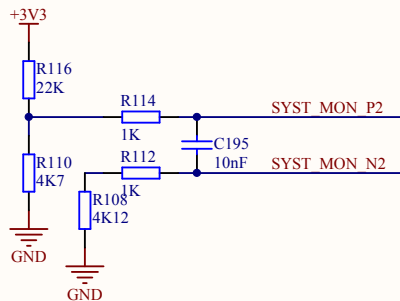 +3V3
R116
22K
R114
1K
SYST_MON_P2
C195
10nF
R110
4K7
R112
1K
SYST_MON_N2
R108
4K12
GND
GND